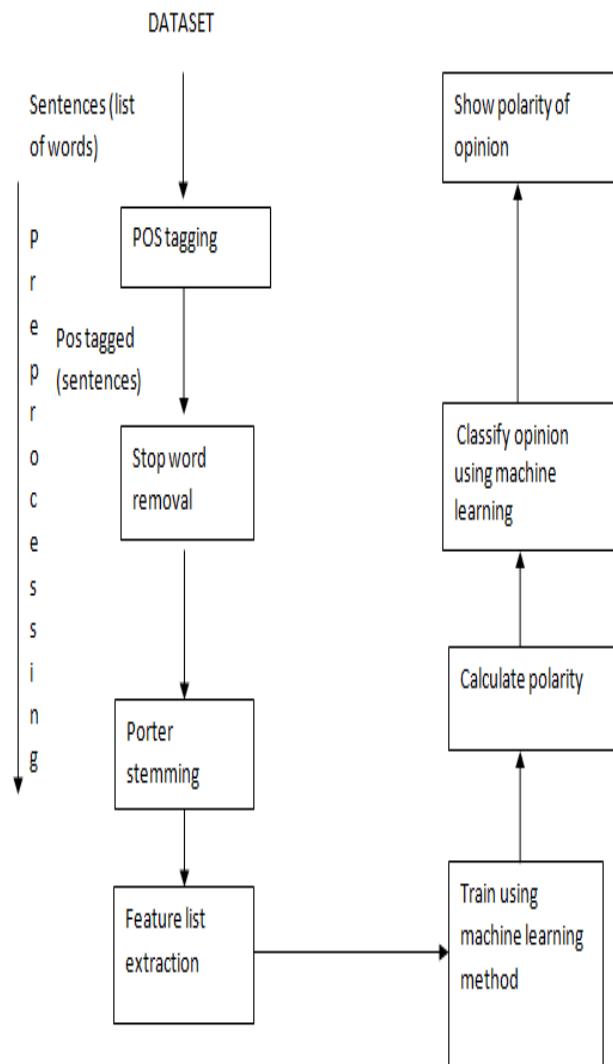 DATASET
Sentences (list
of words)
Preprocessing
POS tagging
Pos tagged
(sentences)
Stop word
removal
Porter
stemming
Feature list
extraction
Train using
machine learning
method
Calculate polarity
Classify opinion
using machine
learning
Show polarity of
opinion